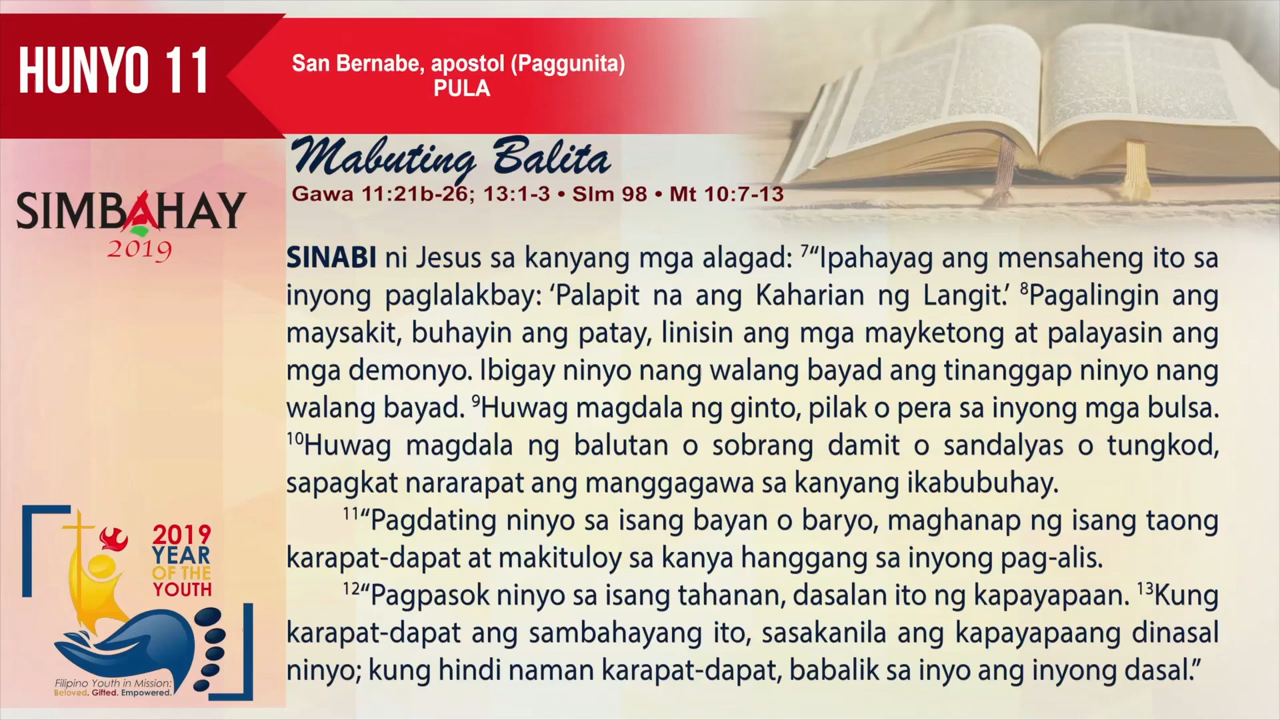 HUNYO 11
San Bernabe, apostol (Paggunita)
PULA
Mabuting Balita
Gawa 11:21b-26; 13:1-3 • Slm 98 • Mt 10:7-13
SIMBAHAY
2019
SINABI ni Jesus sa kanyang mga alagad: ⁷“Ipahayag ang mensaheng ito sa
inyong paglalakbay: ‘Palapit na ang Kaharian ng Langit.’ ⁸Pagalingin ang
maysakit, buhayin ang patay, linisin ang mga mayketong at palayasin ang
mga demonyo. Ibigay ninyo nang walang bayad ang tinanggap ninyo nang
walang bayad. ⁹Huwag magdala ng ginto, pilak o pera sa inyong mga bulsa.
¹⁰Huwag magdala ng balutan o sobrang damit o sandalyas o tungkod,
sapagkat nararapat ang manggagawa sa kanyang ikabubuhay.
¹¹“Pagdating ninyo sa isang bayan o baryo, maghanap ng isang taong
karapat-dapat at makituloy sa kanya hanggang sa inyong pag-alis.
¹²“Pagpasok ninyo sa isang tahanan, dasalan ito ng kapayapaan. ¹³Kung
karapat-dapat ang sambahayang ito, sasakanila ang kapayapaang dinasal
ninyo; kung hindi naman karapat-dapat, babalik sa inyo ang inyong dasal.”
2019
YEAR
OF THE
YOUTH
Filipino Youth in Mission:
Beloved. Gifted. Empowered.